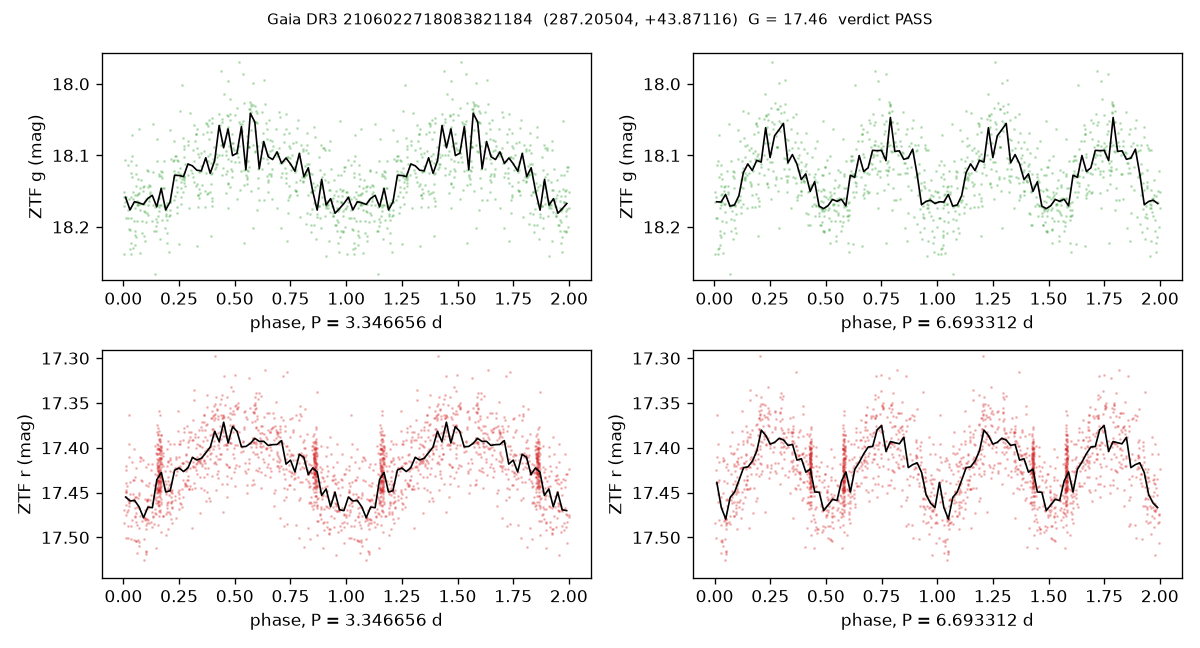 Gaia DR3 2106022718083821184 (287.20504, +43.87116) G = 17.46 verdict PASS
ZTF g (mag)
18.0
18.1
18.2
0.00 0.25 0.50 0.75 1.00 1.25 1.50 1.75 2.00
phase, P = 3.346656 d
ZTF g (mag)
18.0
18.1
18.2
0.00 0.25 0.50 0.75 1.00 1.25 1.50 1.75 2.00
phase, P = 6.693312 d
ZTF r (mag)
17.30
17.35
17.40
17.45
17.50
0.00 0.25 0.50 0.75 1.00 1.25 1.50 1.75 2.00
phase, P = 3.346656 d
ZTF r (mag)
17.30
17.35
17.40
17.45
17.50
0.00 0.25 0.50 0.75 1.00 1.25 1.50 1.75 2.00
phase, P = 6.693312 d